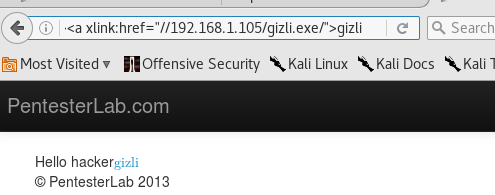 <a xlink:href="//192.168.1.105/gizli.exe/">gizli
Search
Most Visited Offensive Security Kali Linux Kali Docs Kali T
PentesterLab.com
Hello hackergizli
© PentesterLab 2013